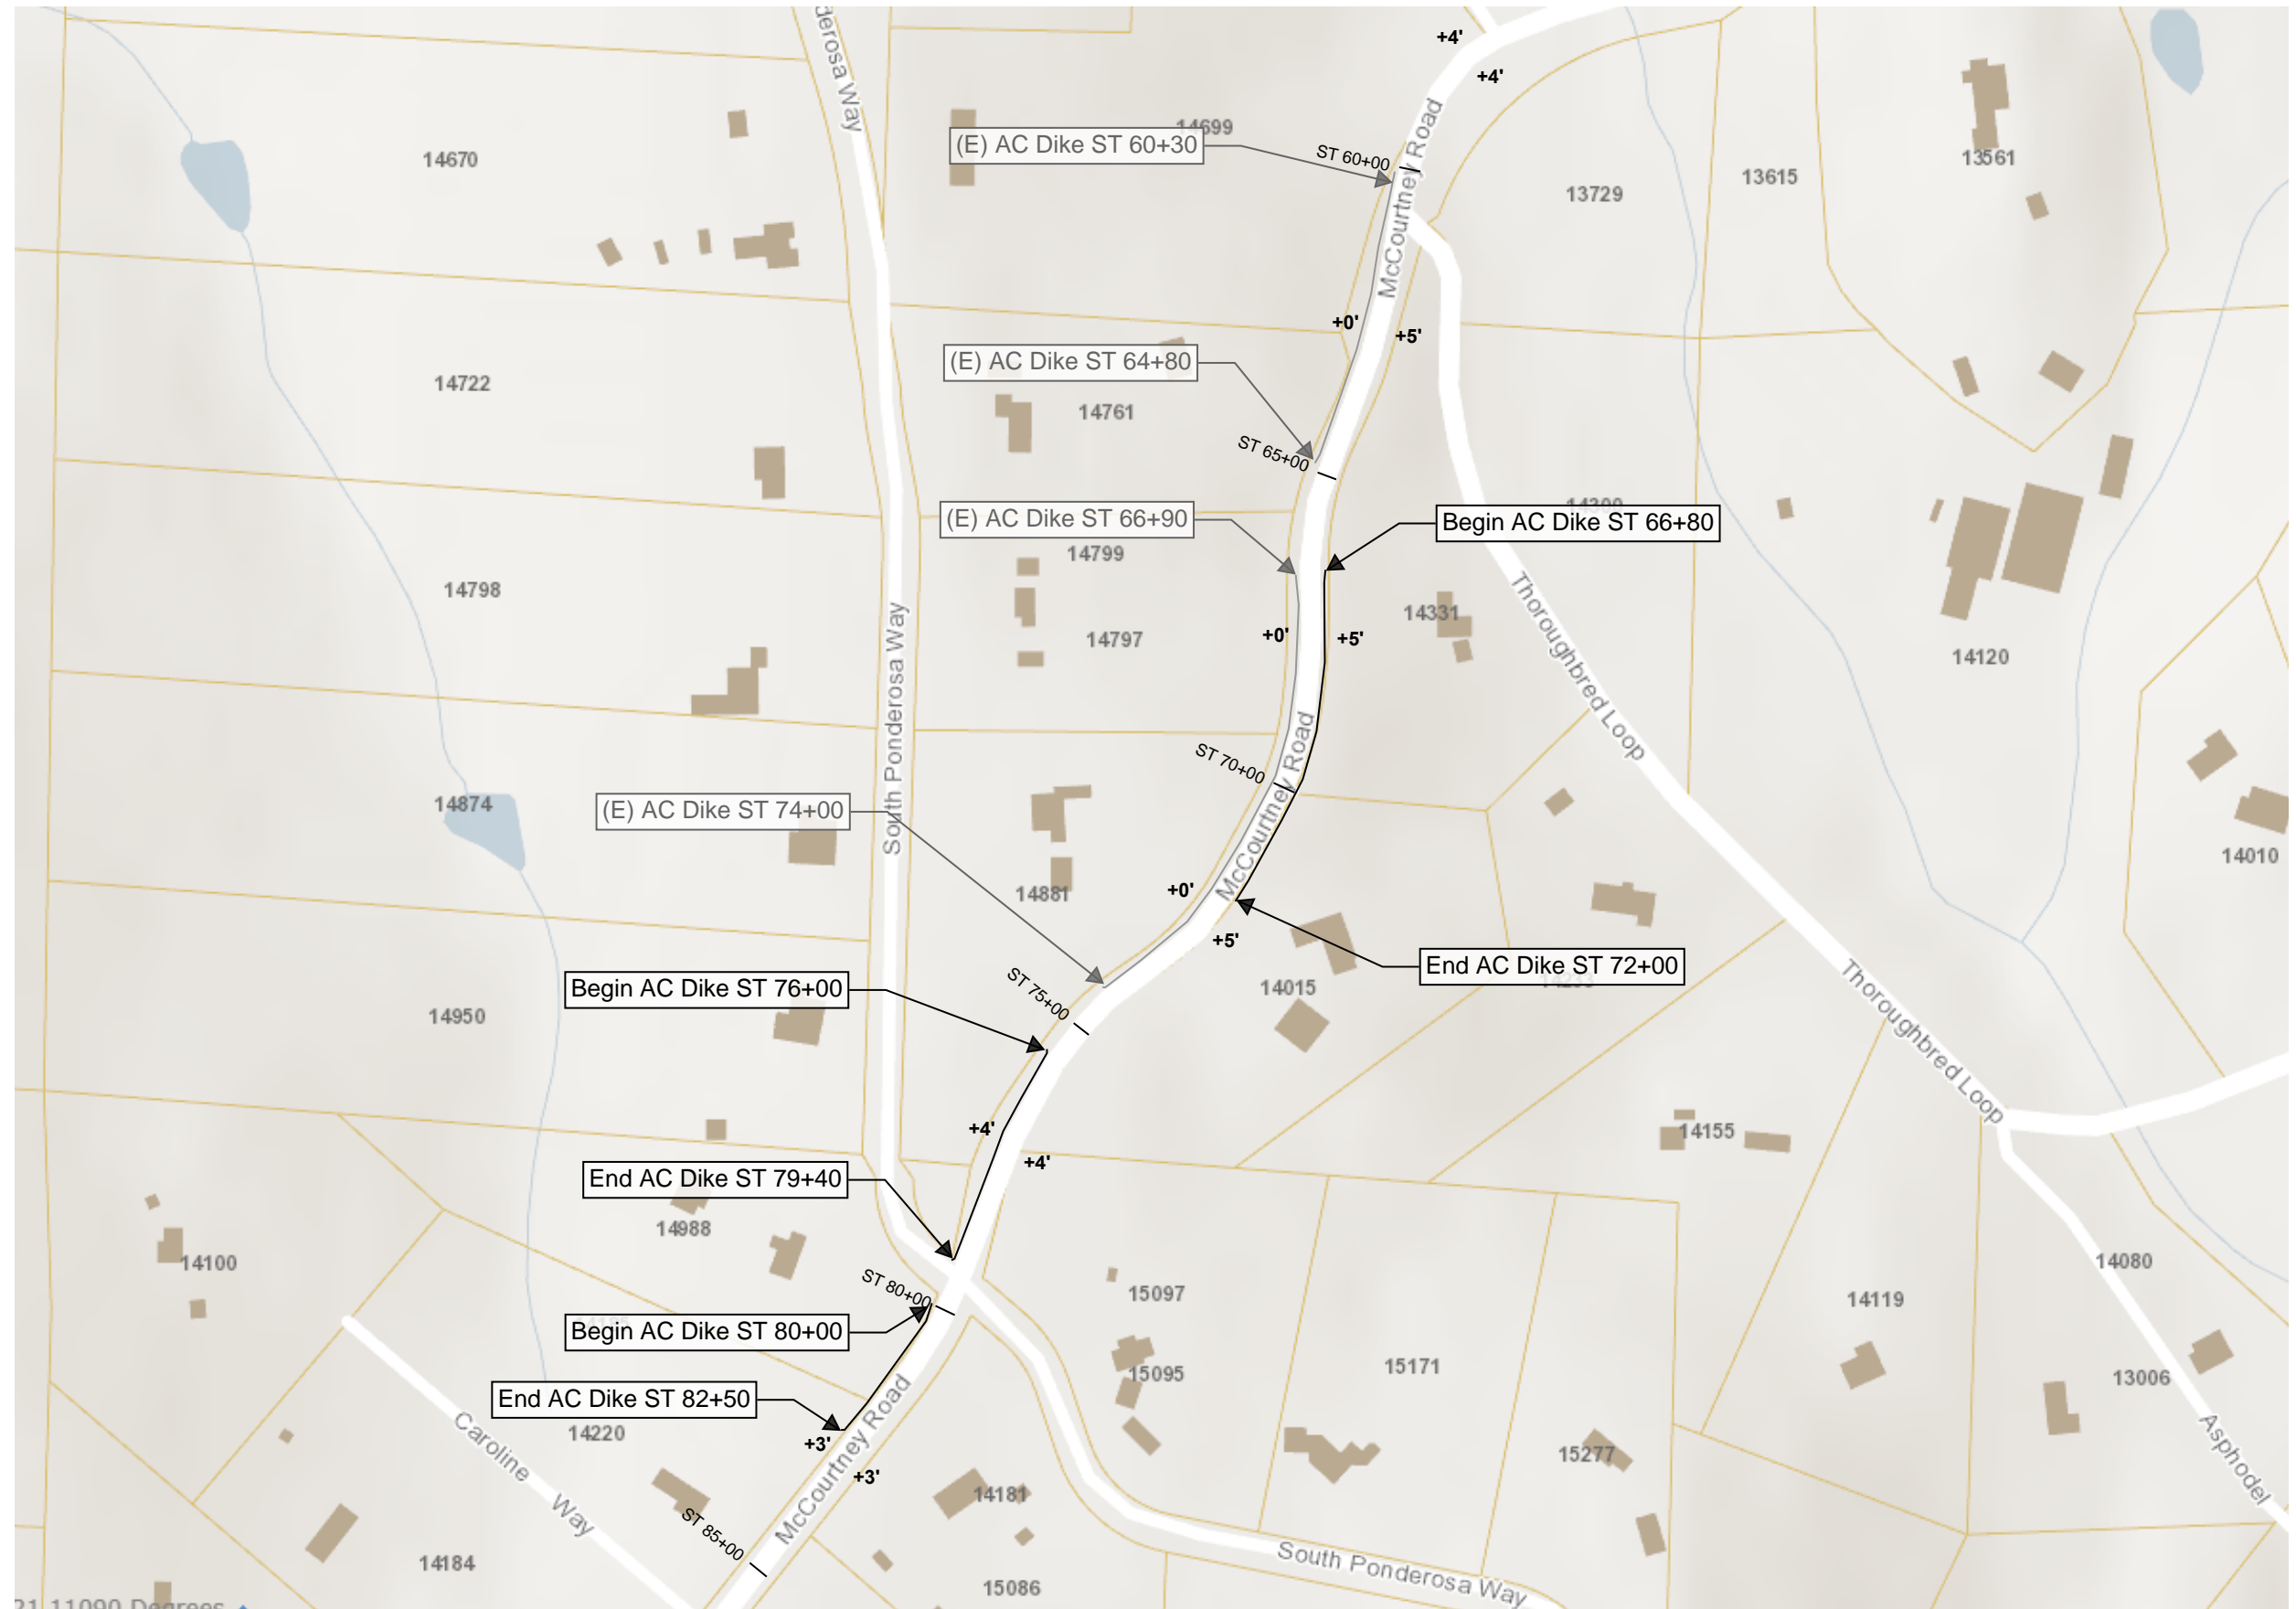 derosa Way
+4'
+4'
14699
(E) AC Dike ST 60+30
ST 60+00
McCourtney Road
14670
13561
13615
13729
+0'
+5'
(E) AC Dike ST 64+80
14722
14761
ST 65+00
14300
(E) AC Dike ST 66+90
Begin AC Dike ST 66+80
14799
14798
14331
14797
+0'
+5'
14120
South Ponderosa Way
Thoroughbred Loop
McCourtney Road
ST 70+00
(E) AC Dike ST 74+00
14874
14010
14881
+0'
+5'
End AC Dike ST 72+00
14015
Begin AC Dike ST 76+00
ST 75+00
14950
Thoroughbred Loop
+4'
+4'
14155
End AC Dike ST 79+40
14988
14100
14080
ST 80+00
15097
14119
Begin AC Dike ST 80+00
15095
15171
13006
End AC Dike ST 82+50
14220
+3'
+3'
McCourtney Road
Caroline Way
15277
Asphodel
14181
ST 85+00
14184
15086
South Ponderosa Way
21.11090 Degrees